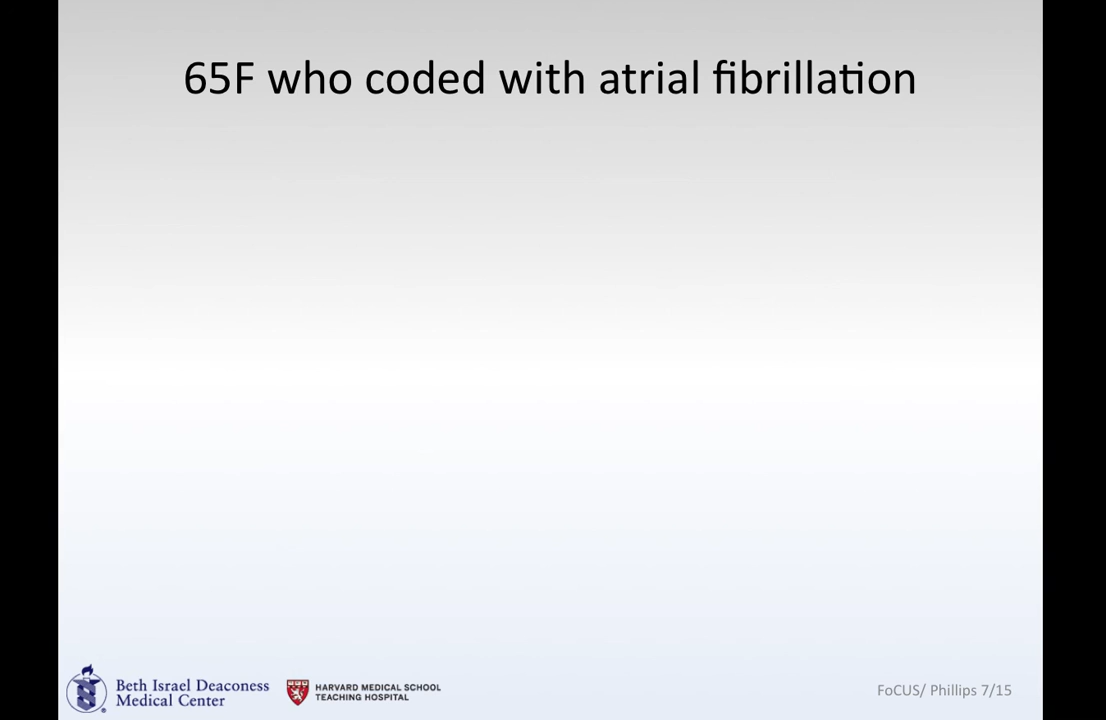 65F who coded with atrial fibrillation
Beth Israel Deaconess
Medical Center
HARVARD MEDICAL SCHOOL
TEACHING HOSPITAL
FoCUS/ Phillips 7/15